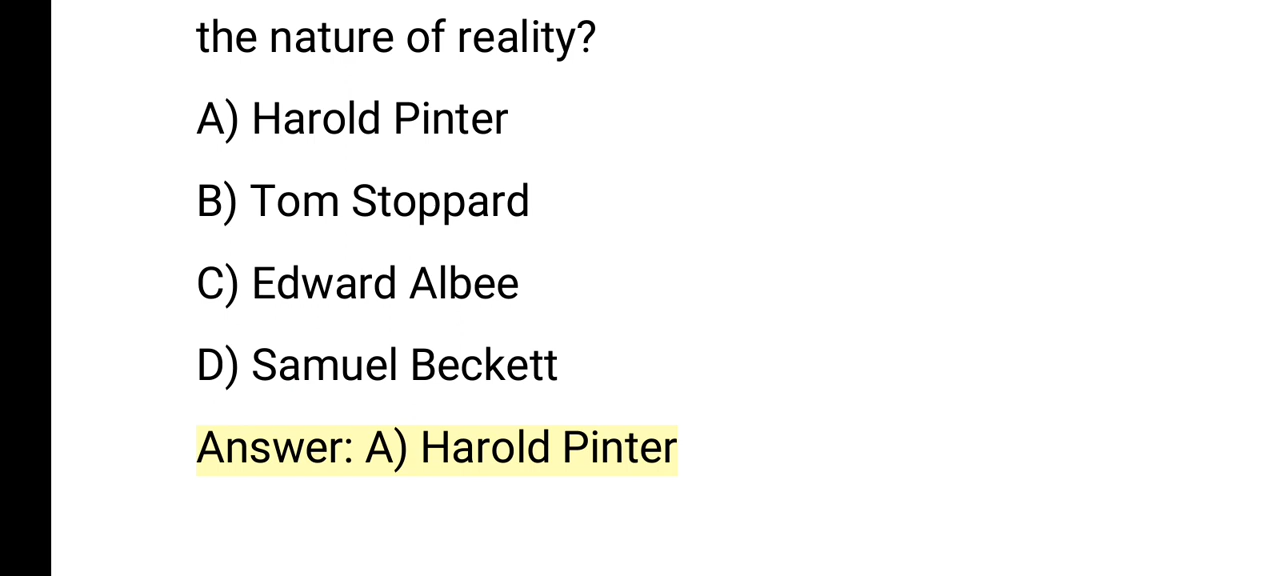 the nature of reality?
A) Harold Pinter
B) Tom Stoppard
C) Edward Albee
D) Samuel Beckett
Answer: A) Harold Pinter